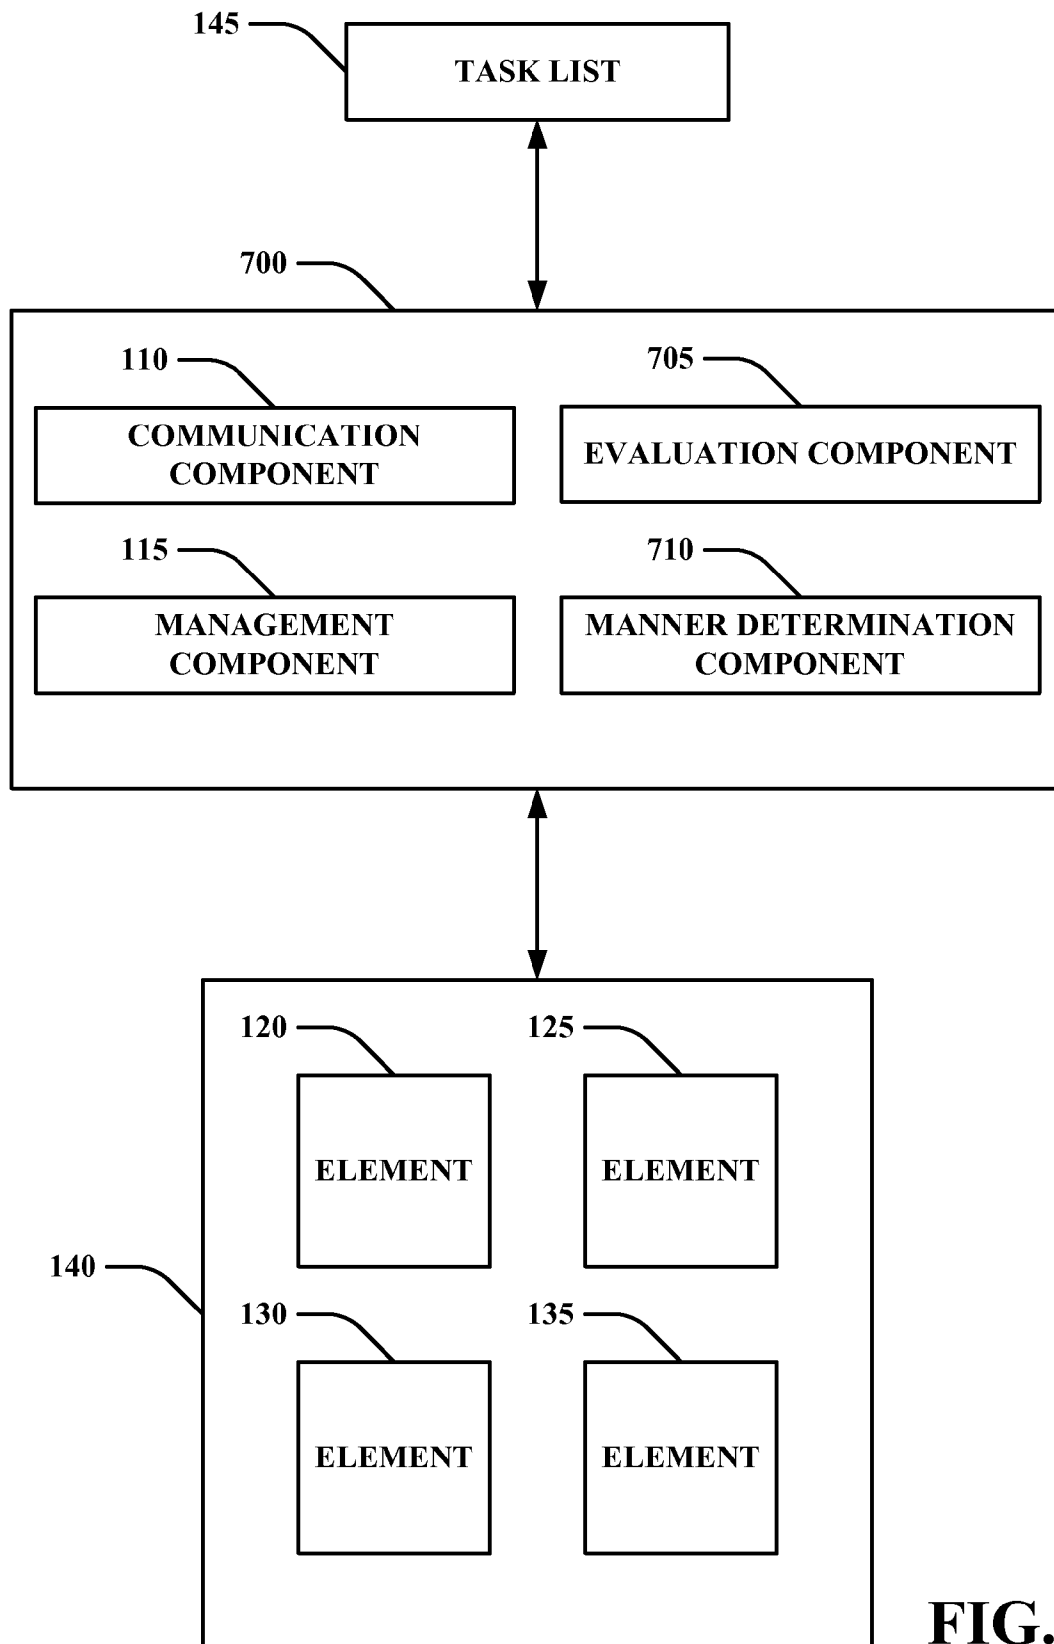 145
TASK LIST
700
110
705
COMMUNICATION
COMPONENT
EVALUATION COMPONENT
115
710
MANAGEMENT
COMPONENT
MANNER DETERMINATION
COMPONENT
120
125
ELEMENT
ELEMENT
140
130
135
ELEMENT
ELEMENT
FIG.